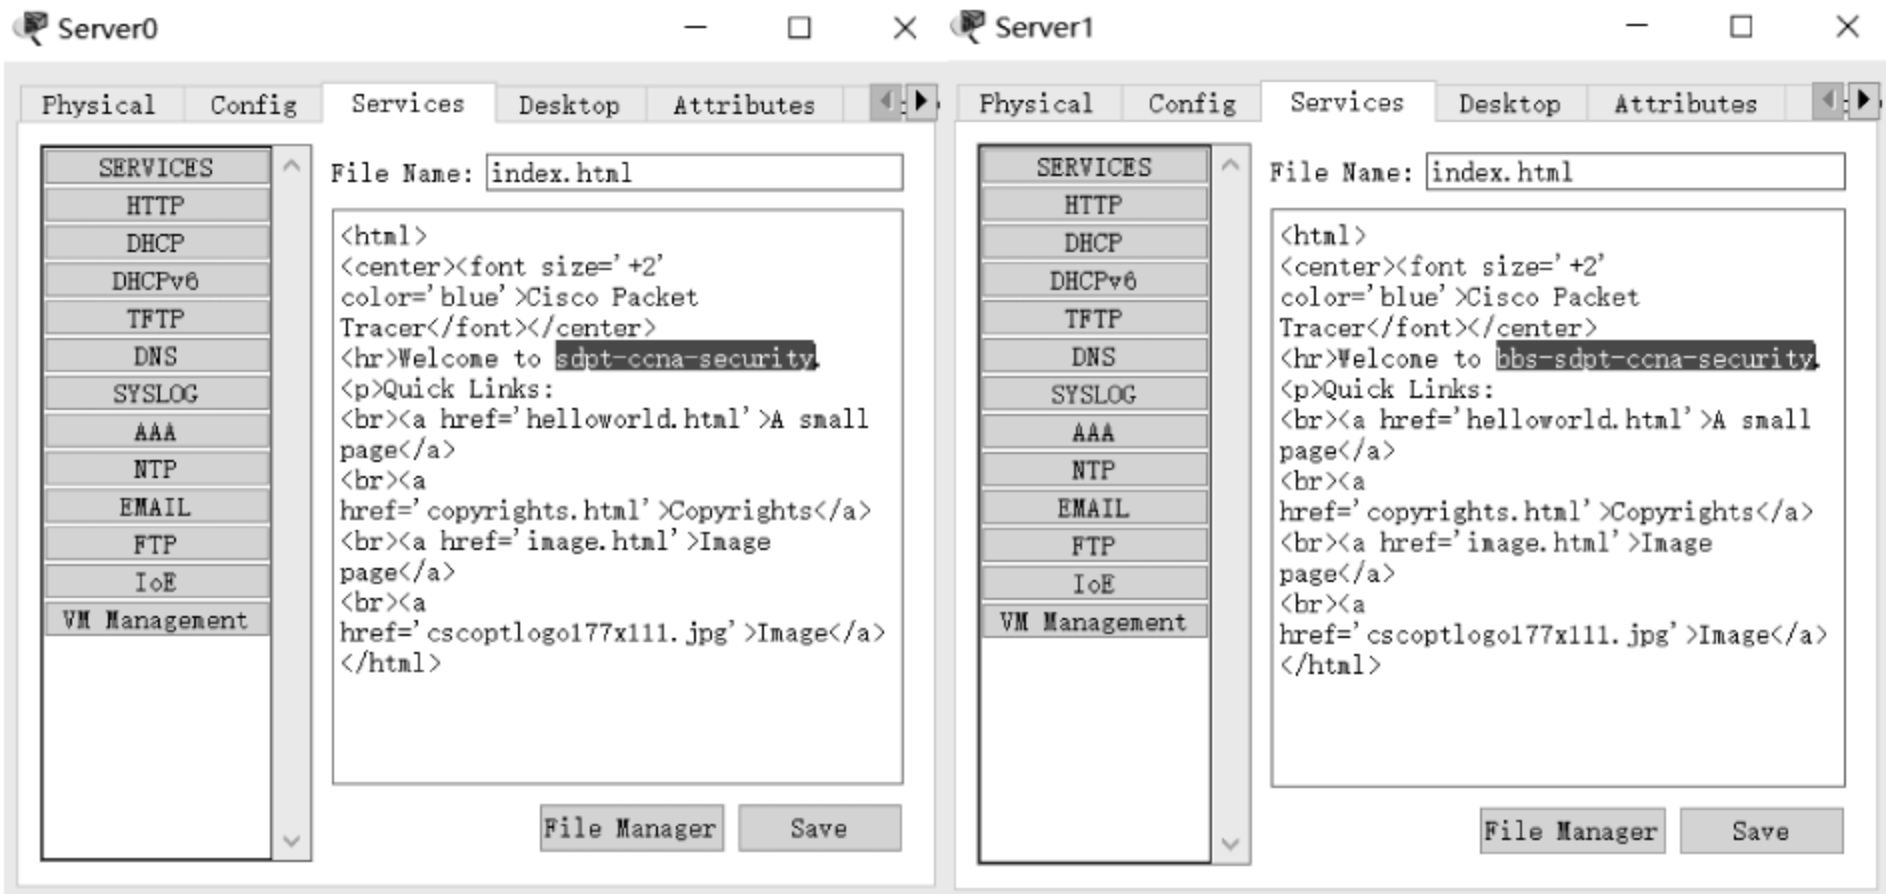 Server0
Physical Config Services Desktop Attributes
SERVICES
HTTP
DHCP
DHCPv6
TFTP
DNS
SYSLOG
AAA
NTP
EMAIL
FTP
IoE
VM Management
File Name: index.html
<html>
<center><font size='+2'
color='blue'>Cisco Packet
Tracer</font></center>
<hr>Welcome to sdpt-ccna-security.
<p>Quick Links:
<br><a href='helloworld.html'>A small
page</a>
<br><a
href='copyrights.html'>Copyrights</a>
<br><a href='image.html'>Image
page</a>
<br><a
href='cscoptlogo177x111.jpg'>Image</a>
</html>
File Manager Save
Server1
Physical Config Services Desktop Attributes
SERVICES
HTTP
DHCP
DHCPv6
TFTP
DNS
SYSLOG
AAA
NTP
EMAIL
FTP
IoE
VM Management
File Name: index.html
<html>
<center><font size='+2'
color='blue'>Cisco Packet
Tracer</font></center>
<hr>Welcome to bbs-sdpt-ccna-security.
<p>Quick Links:
<br><a href='helloworld.html'>A small
page</a>
<br><a
href='copyrights.html'>Copyrights</a>
<br><a href='image.html'>Image
page</a>
<br><a
href='cscoptlogo177x111.jpg'>Image</a>
</html>
File Manager Save